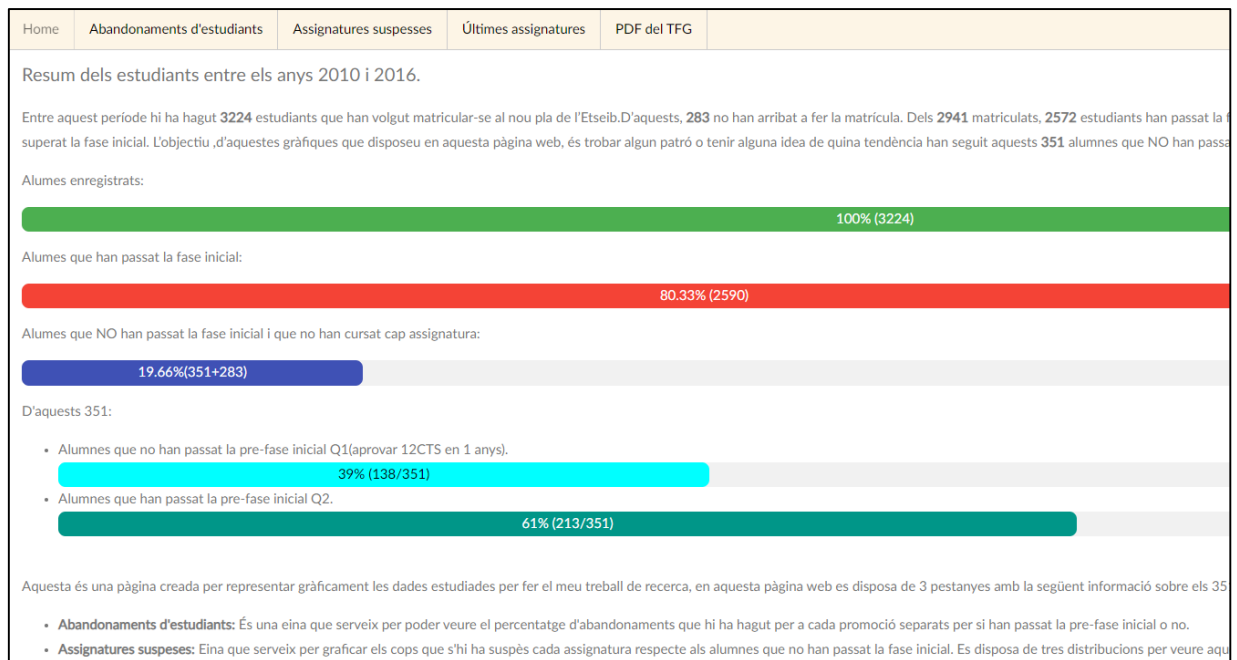 Home Abandonaments d'estudiants Assignatures suspesses Últimes assignatures PDF del TFG
Resum dels estudiants entre els anys 2010 i 2016.
Entre aquest període hi ha hagut 3224 estudiants que han volgut matricular-se al nou pla de l'Etseib.D'aquests, 283 no han arribat a fer la matrícula. Dels 2941 matriculats, 2572 estudiants han passat la
superat la fase inicial. L'objectiu ,d'aquestes gràfiques que disposeu en aquesta pàgina web, és trobar algun patró o tenir alguna idea de quina tendència han seguit aquests 351 alumnes que NO han passa
Alumes enregistrats:
100% (3224)
Alumes que han passat la fase inicial:
80.33% (2590)
Alumes que NO han passat la fase inicial i que no han cursat cap assignatura:
19.66%(351+283)
D'aquests 351:
• Alumnes que no han passat la pre-fase inicial Q1(aprovar 12CTS en 1 anys).
39% (138/351)
• Alumnes que han passat la pre-fase inicial Q2.
61% (213/351)
Aquesta és una pàgina creada per representar gràficament les dades estudiades per fer el meu treball de recerca, en aquesta pàgina web es disposa de 3 pestanyes amb la següent informació sobre els 35
• Abandonaments d'estudiants: És una eina que serveix per poder veure el percentatge d'abandonaments que hi ha hagut per a cada promoció separats per si han passat la pre-fase inicial o no.
• Assignatures suspeses: Eina que serveix per graficar els cops que s'hi ha suspès cada assignatura respecte als alumnes que no han passat la fase inicial. Es disposa de tres distribucions per veure aqu